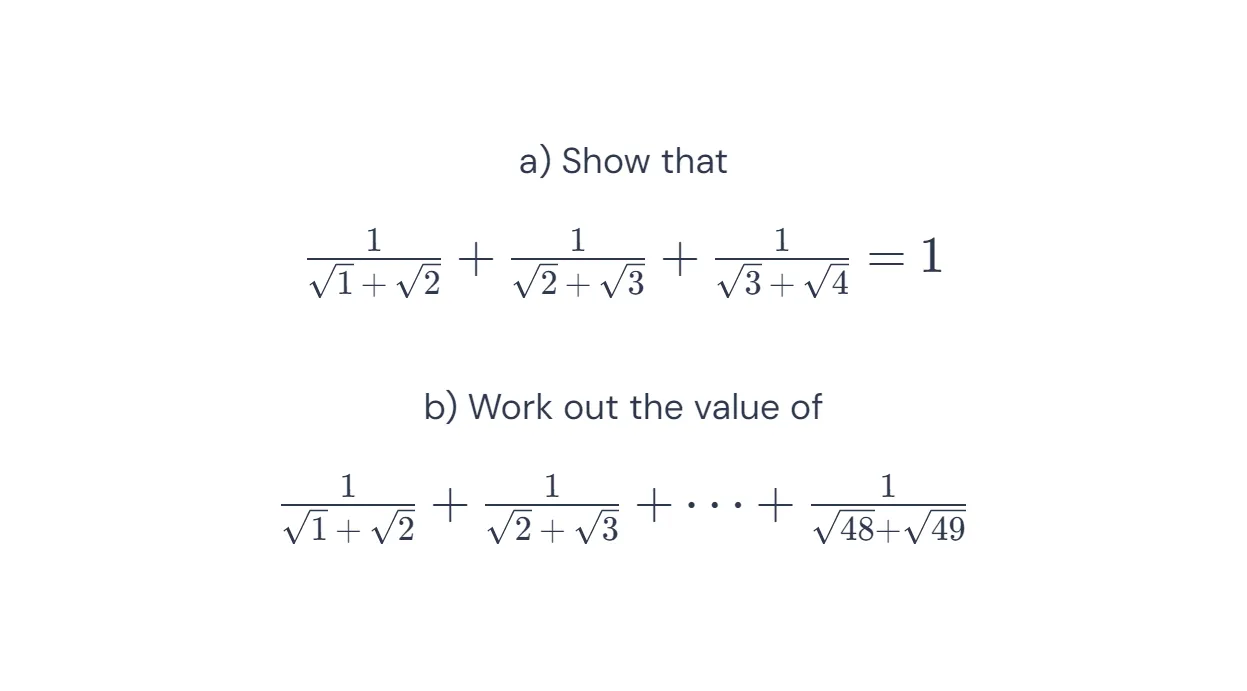 a) Show that
1/(√1 + √2) + 1/(√2 + √3) + 1/(√3 + √4) = 1
b) Work out the value of
1/(√1 + √2) + 1/(√2 + √3) + ⋯ + 1/(√48+√49)